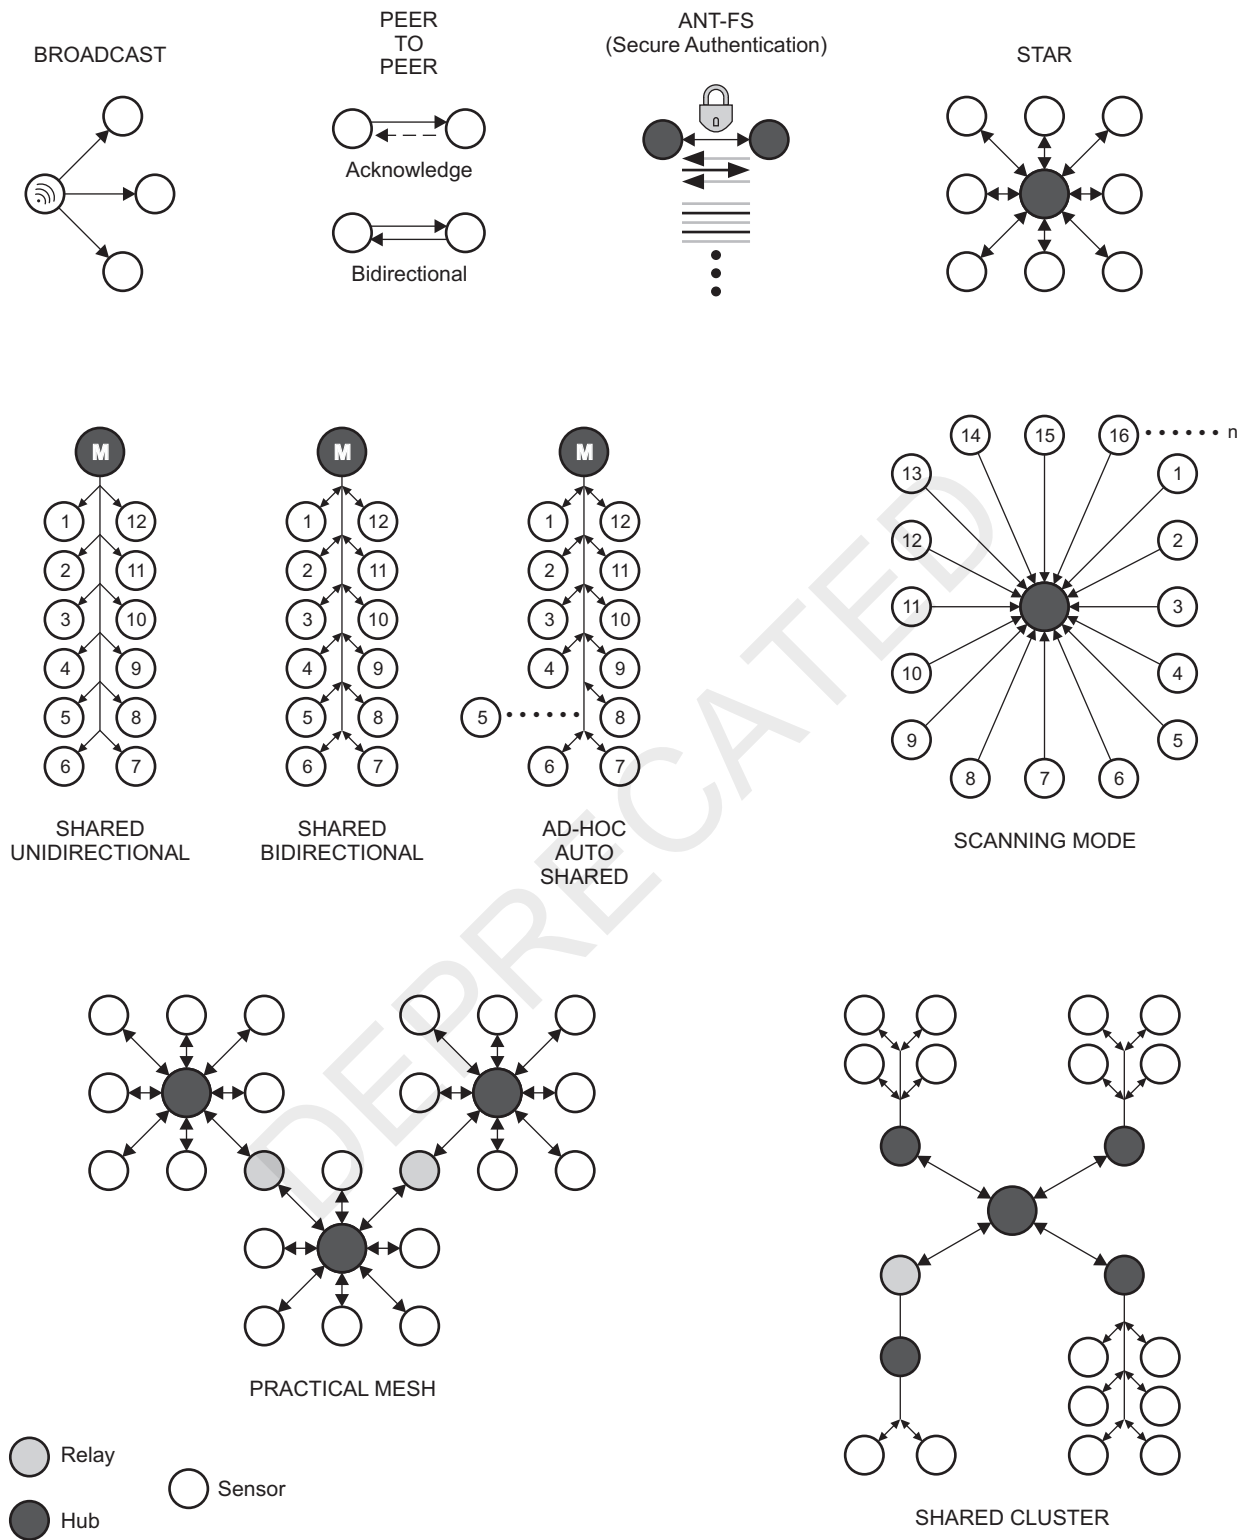 BROADCAST
PEER
TO
PEER
Acknowledge
Bidirectional
ANT-FS
(Secure Authentication)
STAR
M
1
12
2
11
3
10
4
9
5
8
6
7
SHARED
UNIDIRECTIONAL
M
1
12
2
11
3
10
4
9
5
8
6
7
SHARED
BIDIRECTIONAL
M
1
12
2
11
3
10
4
9
5
8
6
7
AD-HOC
AUTO
SHARED
14
15
16
n
13
1
12
2
11
3
10
4
9
5
8
7
6
SCANNING MODE
DEPRECATED
PRACTICAL MESH
Relay
Sensor
Hub
SHARED CLUSTER